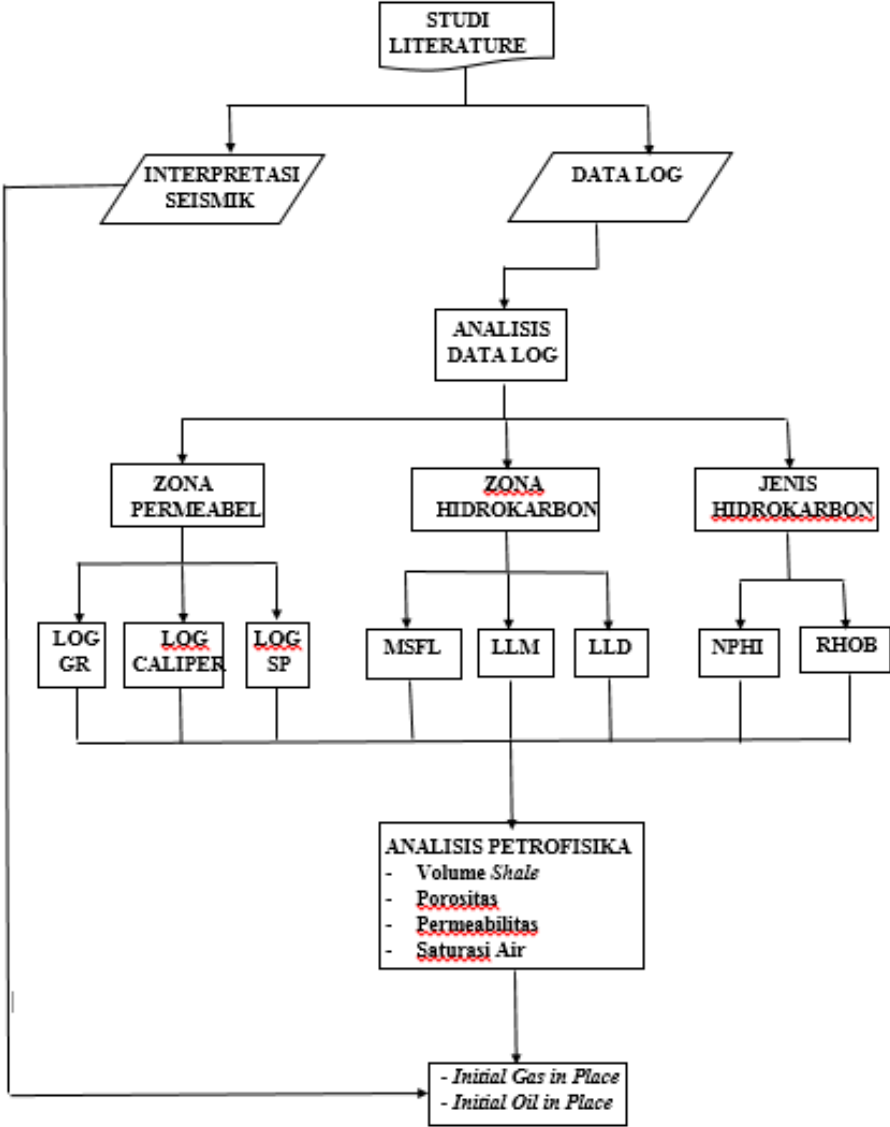 STUDI
LITERATURE
INTERPRETASI
SEISMIK
DATA LOG
ANALISIS
DATA LOG
ZONA
PERMEABEL
ZONA
HIDROKARBON
JENIS
HIDROKARBON
LOG
GR
LOG
CALIPER
LOG
SP
MSFL
LLM
LLD
NPHI
RHOB
ANALISIS PETROFISIKA
- Volume Shale
- Porositas
- Permeabilitas
- Saturasi Air
- Initial Gas in Place
- Initial Oil in Place